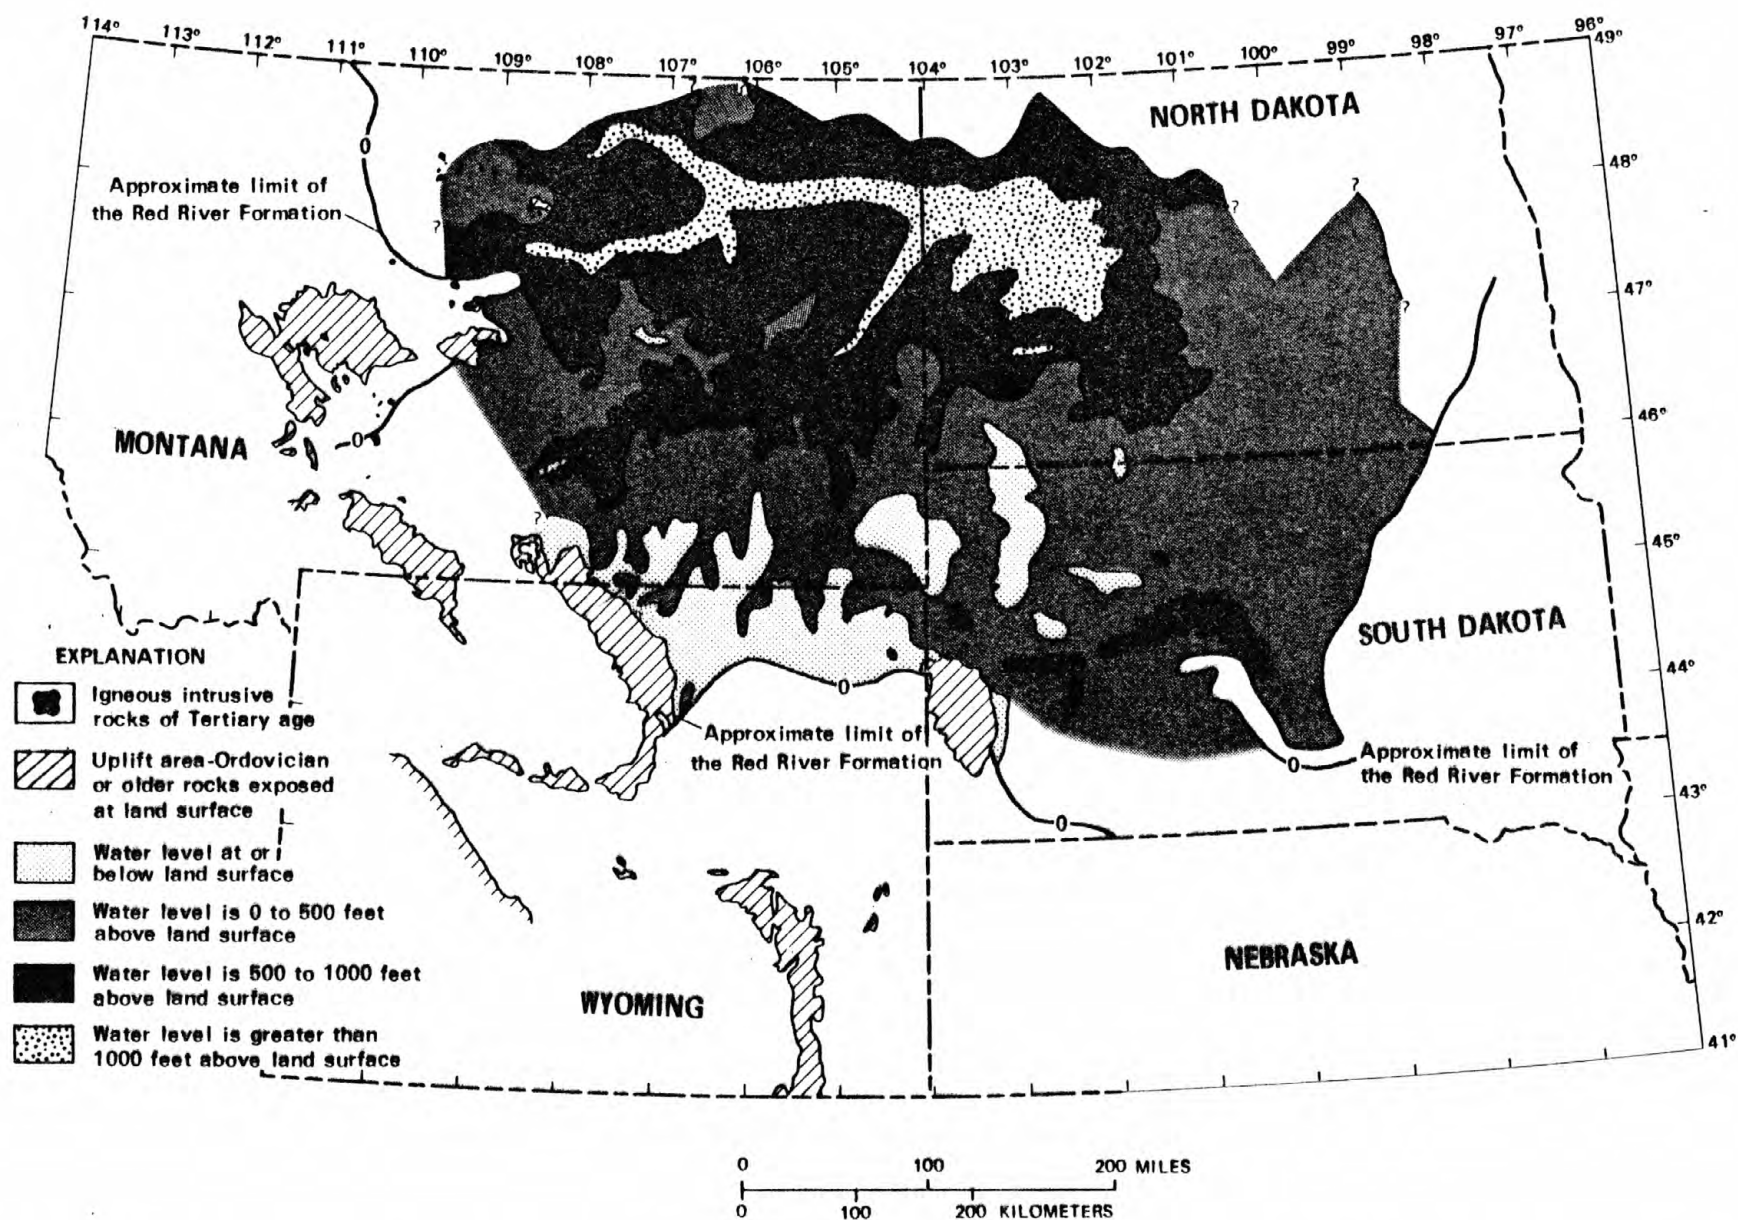 114°
113°
112°
111°
110°
109°
108°
107°
106°
105°
104°
103°
102°
101°
100°
99°
98°
97°
96°
49°
NORTH DAKOTA
48°
0
Approximate limit of
the Red River Formation
?
?
?
?
47°
46°
MONTANA
0
?
45°
SOUTH DAKOTA
44°
EXPLANATION
Igneous intrusive
rocks of Tertiary age
Uplift area-Ordovician
or older rocks exposed
at land surface
Water level at or
below land surface
Water level is 0 to 500 feet
above land surface
Water level is 500 to 1000 feet
above land surface
Water level is greater than
1000 feet above land surface
0
Approximate limit of
the Red River Formation
0
Approximate limit of
the Red River Formation
0
43°
42°
NEBRASKA
WYOMING
41°
0 100 200 MILES
0 100 200 KILOMETERS